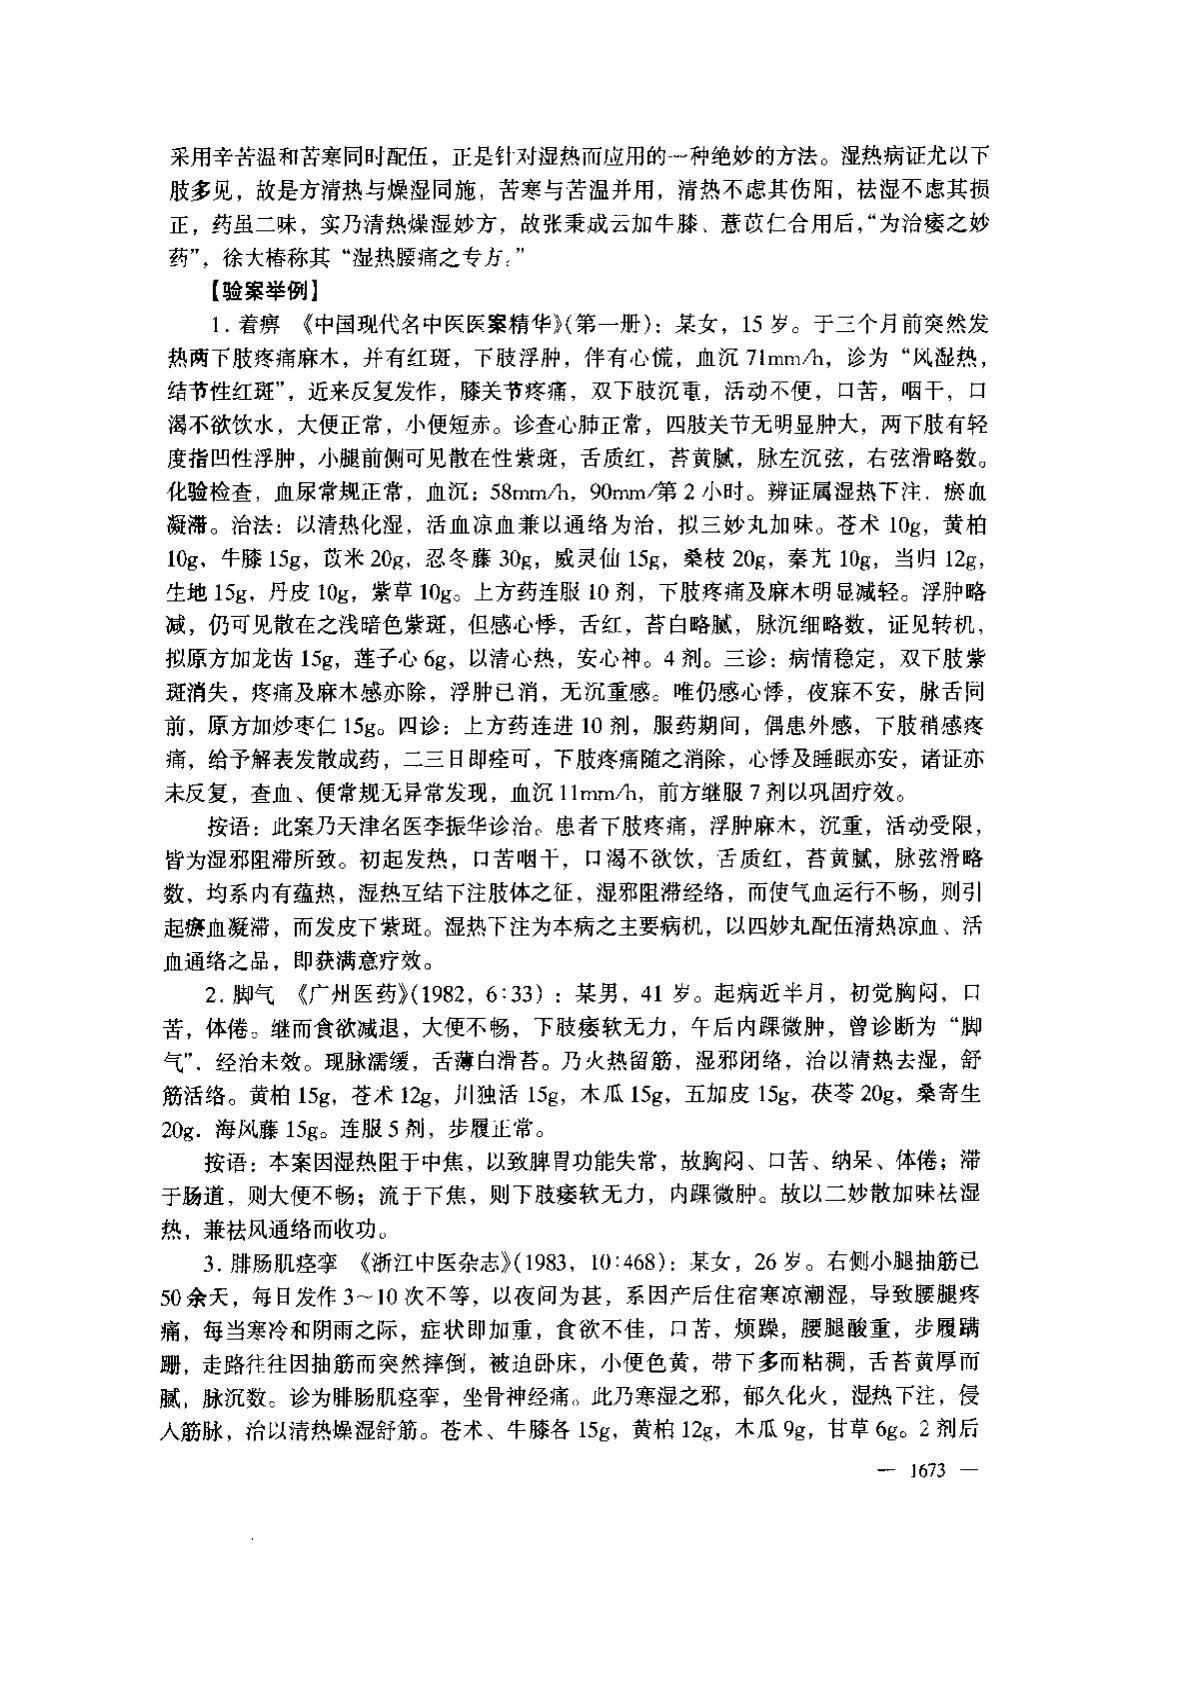 采用辛苦温和苦寒同时配伍，正是针对湿热而应用的一种绝妙的方法。湿热病证尤以下
肢多见，故是方清热与燥湿同施，苦寒与苦温并用，清热不虑其伤阳，祛湿不虑其损
正，药虽二味，实乃清热燥湿妙方，故张秉成云加牛膝、薏苡仁合用后，“为治痿之妙
药”，徐大椿称其“湿热腰痛之专方。”
【验案举例】
1. 着痹 《中国现代名中医医案精华》（第一册）：某女，15 岁。于三个月前突然发
热两下肢疼痛麻木，并有红斑，下肢浮肿，伴有心慌，血沉 71mm/h，诊为“风湿热，
结节性红斑”，近来反复发作，膝关节疼痛，双下肢沉重，活动不便，口苦，咽干，口
渴不欲饮水，大便正常，小便短赤。诊查心肺正常，四肢关节无明显肿大，两下肢有轻
度指凹性浮肿，小腿前侧可见散在性紫斑，舌质红，苔黄腻，脉左沉弦，右弦滑略数。
化验检查，血尿常规正常，血沉：58mm/h，90mm/第 2 小时。辨证属湿热下注，瘀血
凝滞。治法：以清热化湿，活血凉血兼以通络为治，拟三妙丸加味。苍术 10g，黄柏
10g，牛膝 15g，苡米 20g，忍冬藤 30g，威灵仙 15g，桑枝 20g，秦艽 10g，当归 12g，
生地 15g，丹皮 10g，紫草 10g。上方药连服 10 剂，下肢疼痛及麻木明显减轻。浮肿略
减，仍可见散在之浅暗色紫斑，但感心悸，舌红，苔白略腻，脉沉细略数，证见转机，
拟原方加龙齿 15g，莲子心 6g，以清心热，安心神。4 剂。三诊：病情稳定，双下肢紫
斑消失，疼痛及麻木感亦除，浮肿已消，无沉重感。唯仍感心悸，夜寐不安，脉舌同
前，原方加炒枣仁 15g。四诊：上方药连进 10 剂，服药期间，偶患外感，下肢稍感疼
痛，给予解表发散成药，二三日即痊可，下肢疼痛随之消除，心悸及睡眠亦安，诸证亦
未反复，查血、便常规无异常发现，血沉 11mm/h，前方继服 7 剂以巩固疗效。
按语：此案乃天津名医李振华诊治。患者下肢疼痛，浮肿麻木，沉重，活动受限，
皆为湿邪阻滞所致。初起发热，口苦咽干，口渴不欲饮，舌质红，苔黄腻，脉弦滑略
数，均系内有蕴热，湿热互结下注肢体之征，湿邪阻滞经络，而使气血运行不畅，则引
起瘀血凝滞，而发皮下紫斑。湿热下注为本病之主要病机，以四妙丸配伍清热凉血、活
血通络之品，即获满意疗效。
2. 脚气 《广州医药》（1982，6:33）：某男，41 岁。起病近半月，初觉胸闷，口
苦，体倦。继而食欲减退，大便不畅，下肢痿软无力，午后内踝微肿，曾诊断为“脚
气”．经治未效。现脉濡缓，舌薄白滑苔。乃火热留筋，湿邪闭络，治以清热去湿，舒
筋活络。黄柏 15g，苍术 12g，川独活 15g，木瓜 15g，五加皮 15g，茯苓 20g，桑寄生
20g．海风藤 15g。连服 5 剂，步履正常。
按语：本案因湿热阻于中焦，以致脾胃功能失常，故胸闷、口苦、纳呆、体倦；滞
于肠道，则大便不畅；流于下焦，则下肢痿软无力，内踝微肿。故以二妙散加味祛湿
热，兼祛风通络而收功。
3. 腓肠肌痉挛 《浙江中医杂志》（1983，10:468）：某女，26 岁。右侧小腿抽筋已
50 余天，每日发作 3～10 次不等，以夜间为甚，系因产后住宿寒凉潮湿，导致腰腿疼
痛，每当寒冷和阴雨之际，症状即加重，食欲不佳，口苦，烦躁，腰腿酸重，步履蹒
跚，走路往往因抽筋而突然摔倒，被迫卧床，小便色黄，带下多而粘稠，舌苔黄厚而
腻，脉沉数。诊为腓肠肌痉挛，坐骨神经痛。此乃寒湿之邪，郁久化火，湿热下注，侵
入筋脉，治以清热燥湿舒筋。苍术、牛膝各 15g，黄柏 12g，木瓜 9g，甘草 6g。2 剂后
— 1673 —